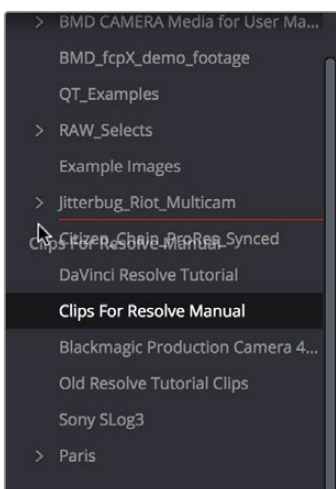 > BMD CAMERA Media for User Ma...
BMD_fcpX_demo_footage
QT_Examples
> RAW_Selects
Example Images
> Jitterbug_Riot_Multicam
Citizen_Chain_ProRes_Synced
Clips For Resolve Manual
DaVinci Resolve Tutorial
Clips For Resolve Manual
Blackmagic Production Camera 4...
Old Resolve Tutorial Clips
Sony SLog3
> Paris